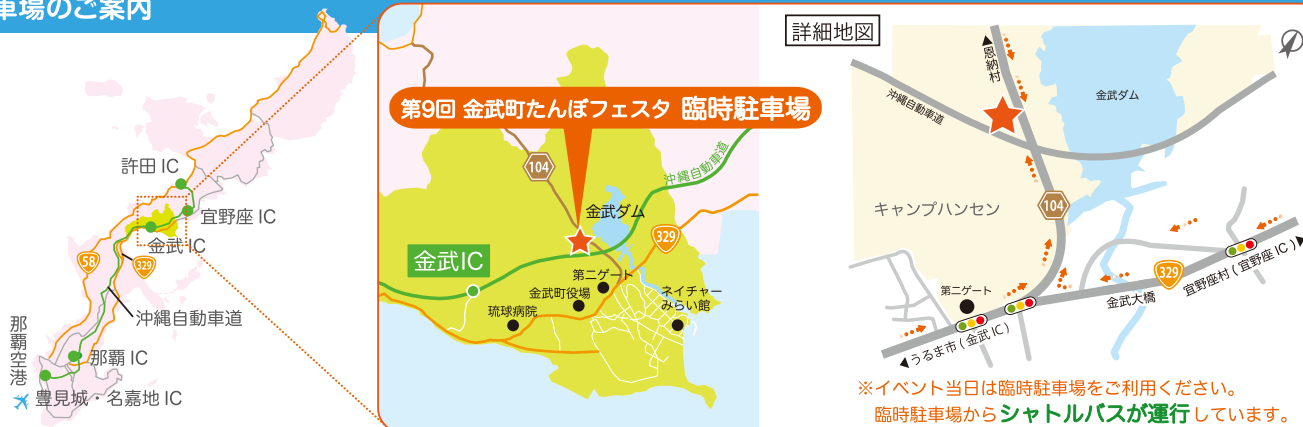 車場のご案内
許田 IC
宜野座 IC
金武 IC
58
329
沖縄自動車道
那覇空港
那覇 IC
豊見城・名嘉地 IC
第9回 金武町たんぼフェスタ 臨時駐車場
104
沖縄自動車道
金武ダム
329
金武IC
第二ゲート
金武町役場
琉球病院
ネイチャー
みらい館
詳細地図
▲恩納村
沖縄自動車道
金武ダム
104
キャンプハンセン
329
第二ゲート
金武大橋
宜野座村 ( 宜野座 IC )▶
◀うるま市 ( 金武 IC )
※イベント当日は臨時駐車場をご利用ください。
臨時駐車場からシャトルバスが運行しています。